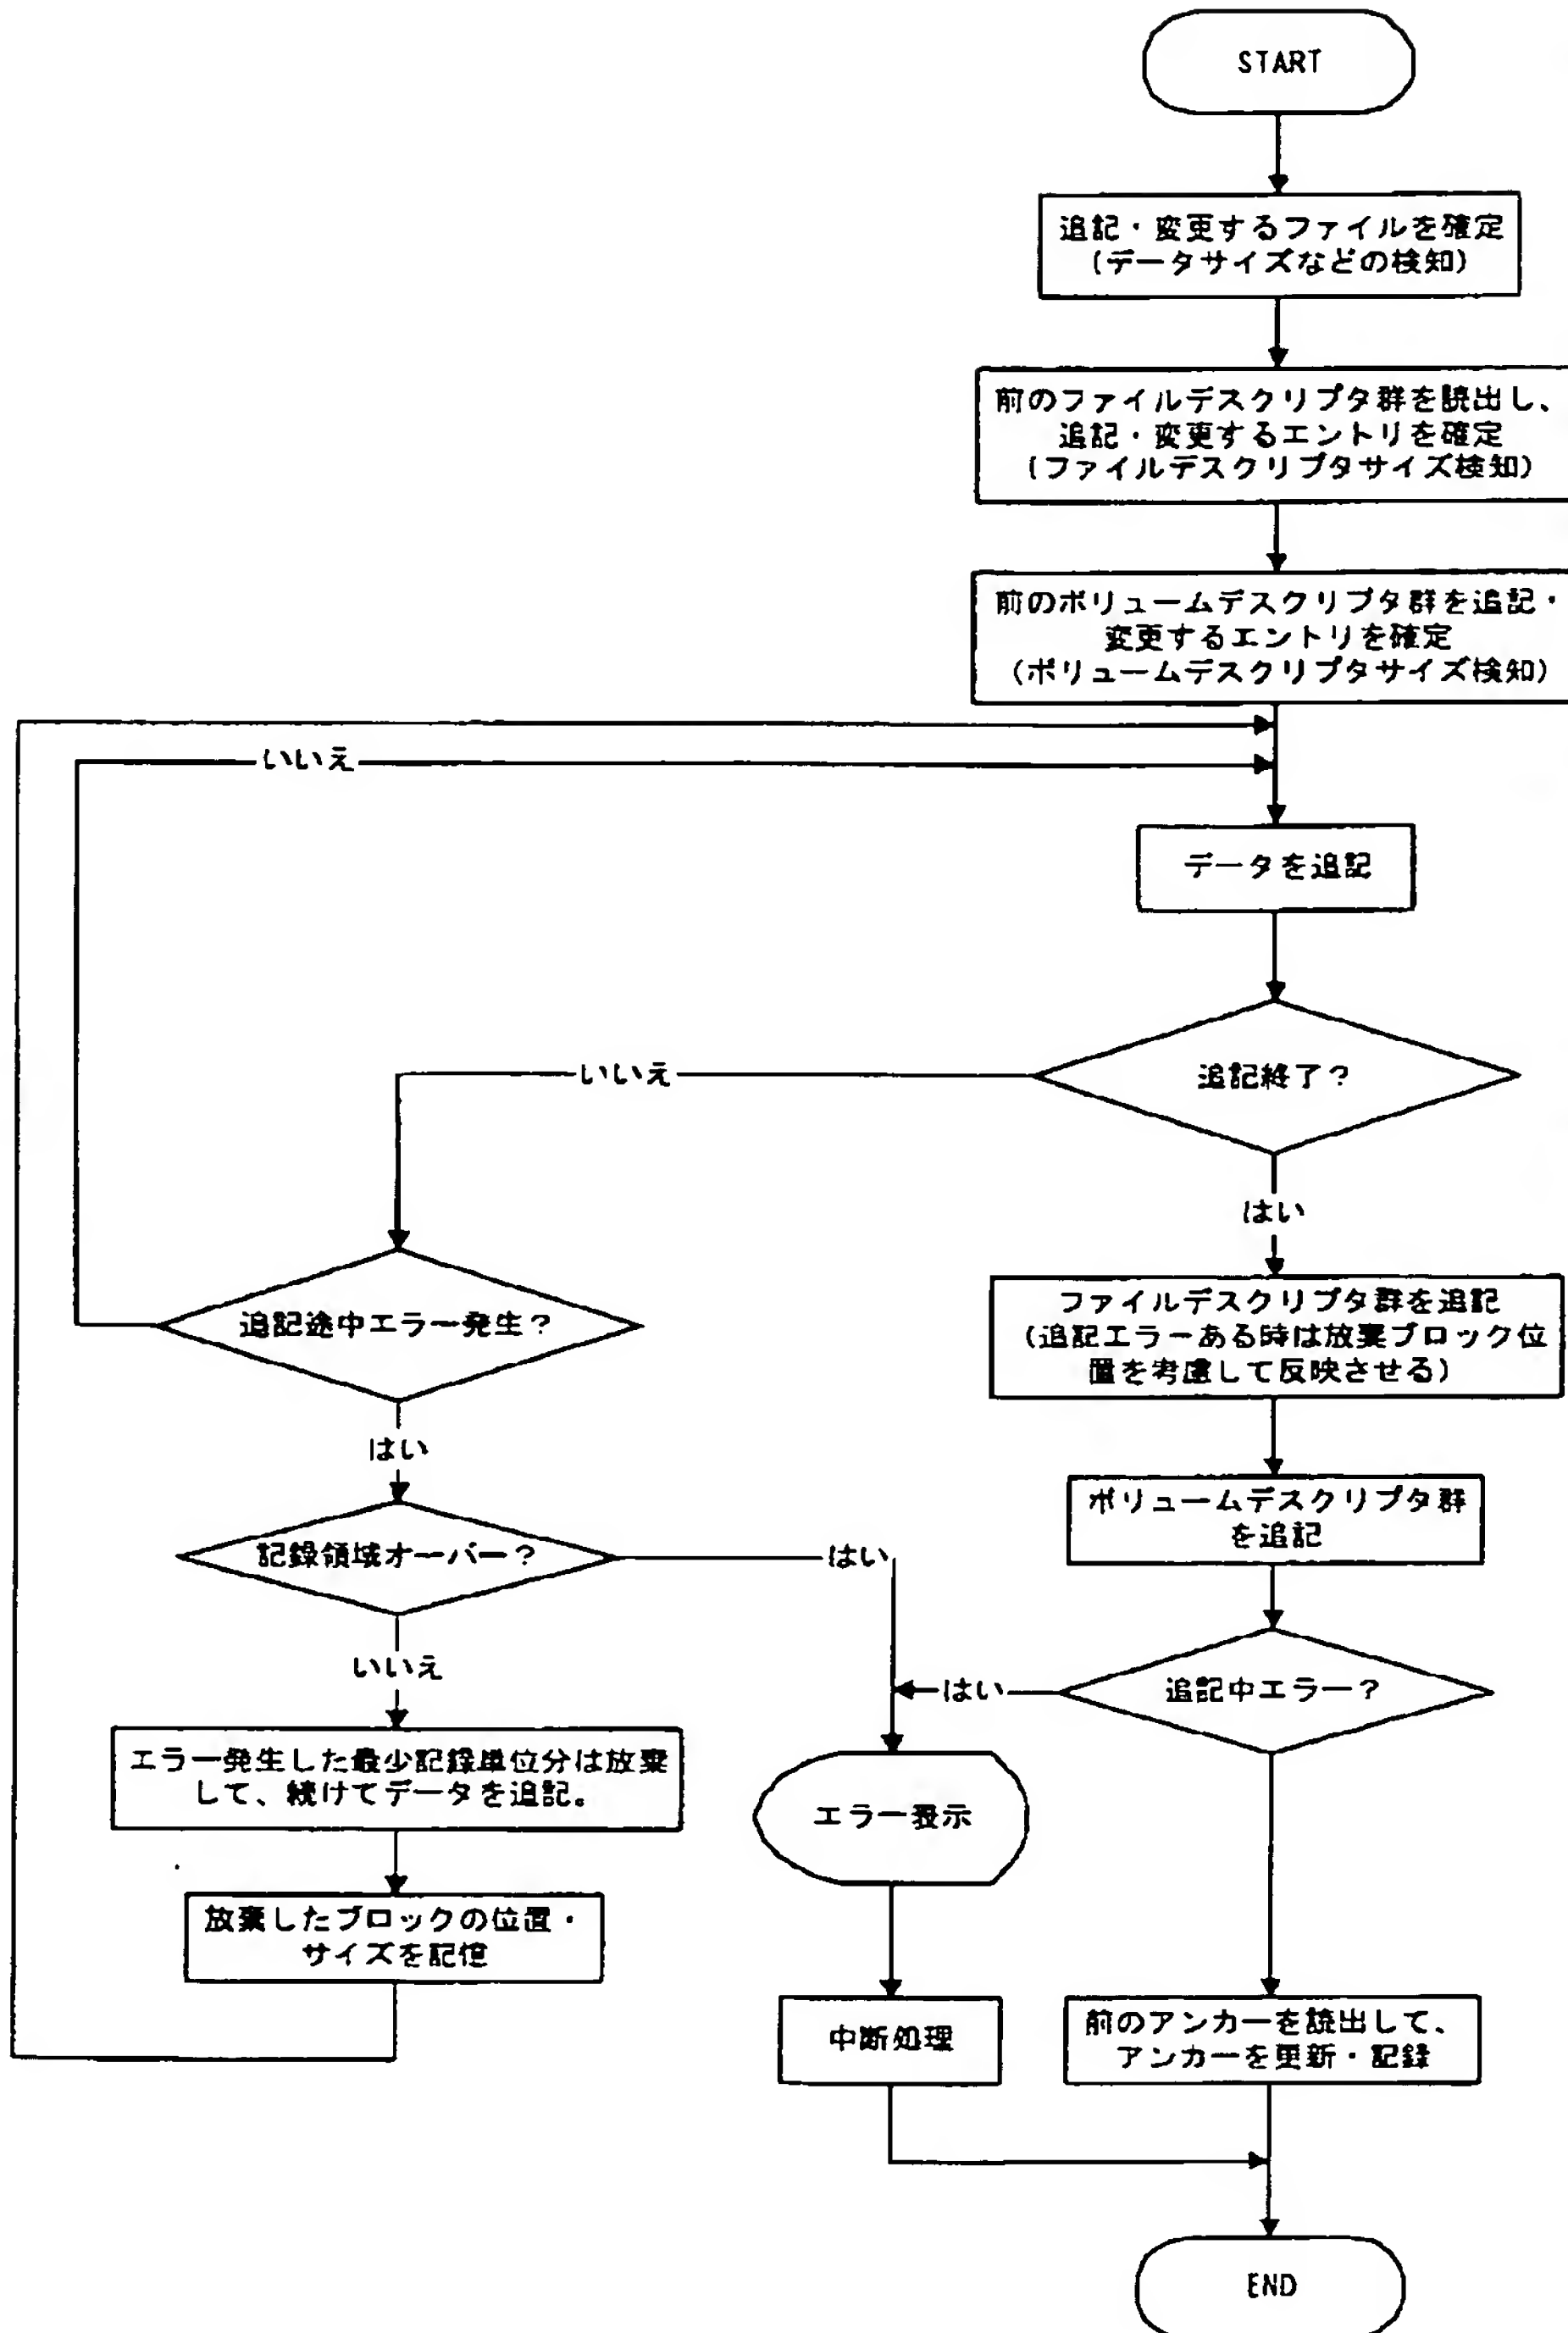 START
追記・変更するファイルを確定
(データサイズなどの検知)
前のファイルデスクリプタ群を読出し、
追記・変更するエントリを確定
(ファイルデスクリプタサイズ検知)
前のボリュームデスクリプタ群を追記・
変更するエントリを確定
(ボリュームデスクリプタサイズ検知)
いいえ
データを追記
いいえ
追記終了?
はい
追記途中エラー発生?
ファイルデスクリプタ群を追記
(追記エラーある時は放棄ブロック位
置を考慮して反映させる)
はい
ボリュームデスクリプタ群
を追記
記録領域オーバー?
はい
いいえ
はい
追記中エラー?
エラー発生した最少記録単位分は放棄
して、続けてデータを追記。
エラー表示
放棄したブロックの位置・
サイズを記憶
中断処理
前のアンカーを読出して、
アンカーを更新・記録
END